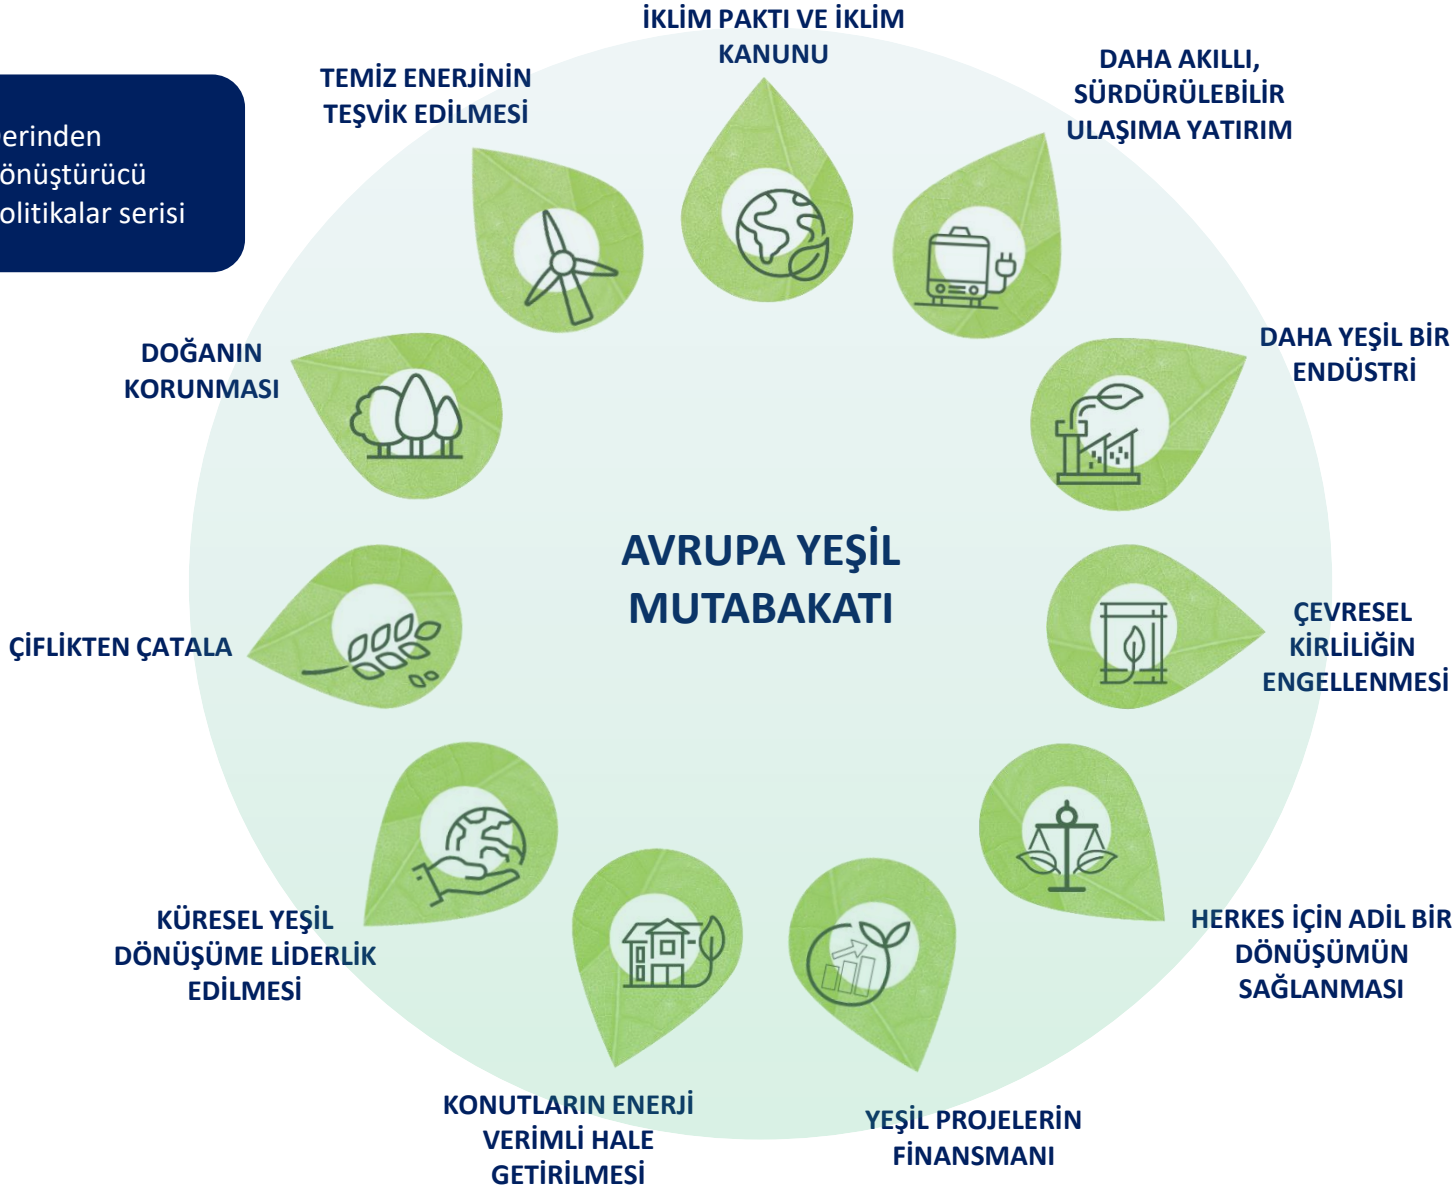 İKLİM PAKTI VE İKLİM
KANUNU
TEMİZ ENERJİNİN
TEŞVİK EDİLMESİ
DAHA AKILLI,
SÜRDÜRÜLEBİLİR
ULAŞIMA YATIRIM
erinden
önüştürücü
olitikalar serisi
DOĞANIN
KORUNMASI
DAHA YEŞİL BİR
ENDÜSTRİ
AVRUPA YEŞİL
MUTABAKATI
ÇİFLİKTEN ÇATALA
ÇEVRESEL
KİRLİLİĞİN
ENGELLENMESİ
KÜRESEL YEŞİL
DÖNÜŞÜME LİDERLİK
EDİLMESİ
HERKES İÇİN ADİL BİR
DÖNÜŞÜMÜN
SAĞLANMASI
KONUTLARIN ENERJİ
VERİMLİ HALE
GETİRİLMESİ
YEŞİL PROJELERİN
FİNANSMANI